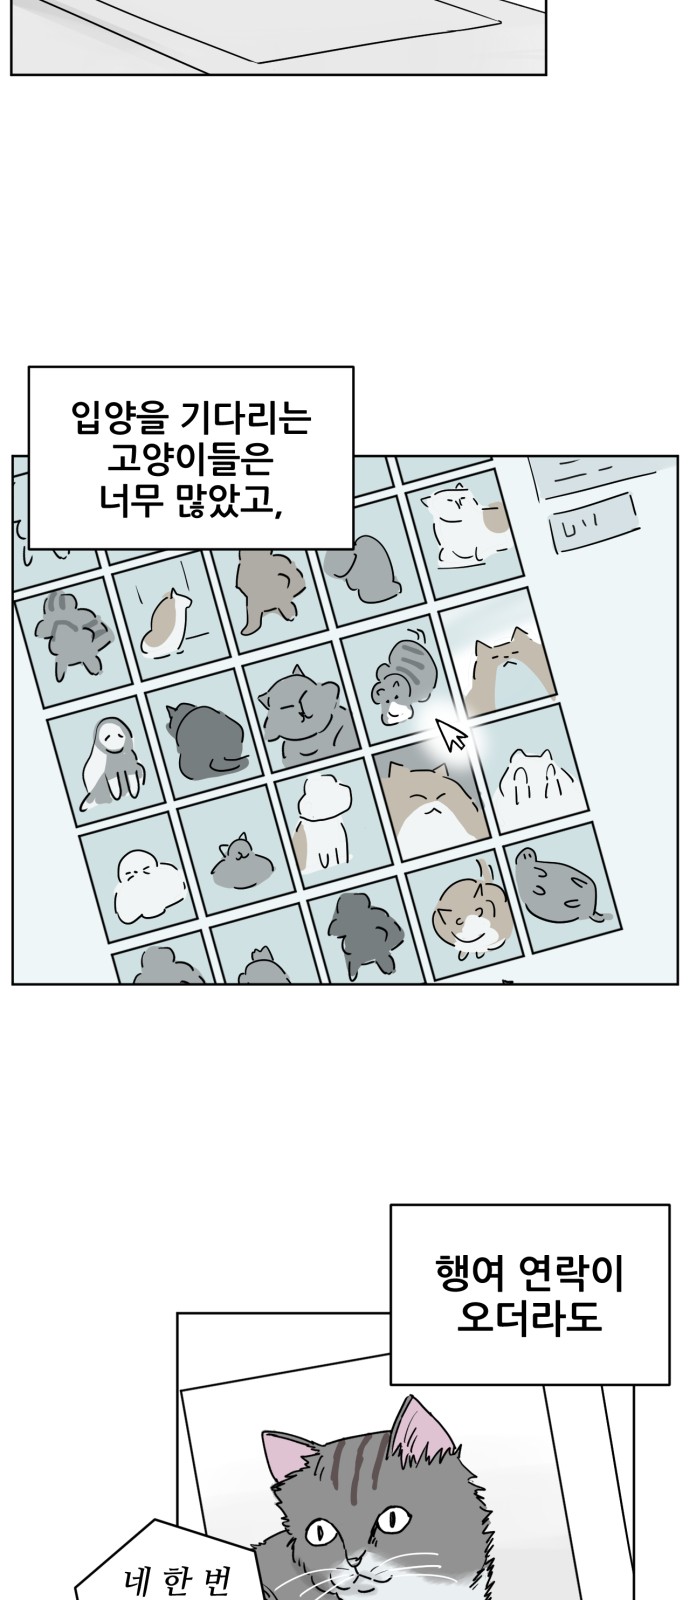 입양을 기다리는
고양이들은
너무 많았고,
행여 연락이
오더라도
네 한 번